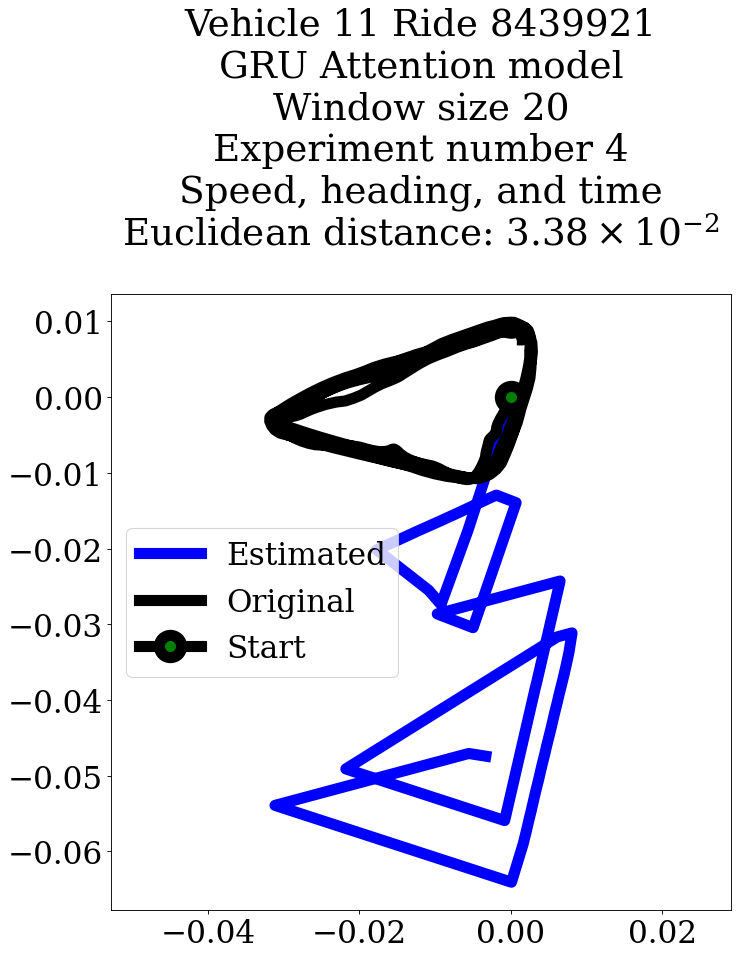 Vehicle 11 Ride 8439921
GRU Attention model
Window size 20
Experiment number 4
Speed, heading, and time
Euclidean distance: 3.38 × 10⁻²
0.01
0.00
−0.01
−0.02
−0.03
−0.04
−0.05
−0.06
Estimated
Original
Start
−0.04 −0.02 0.00 0.02